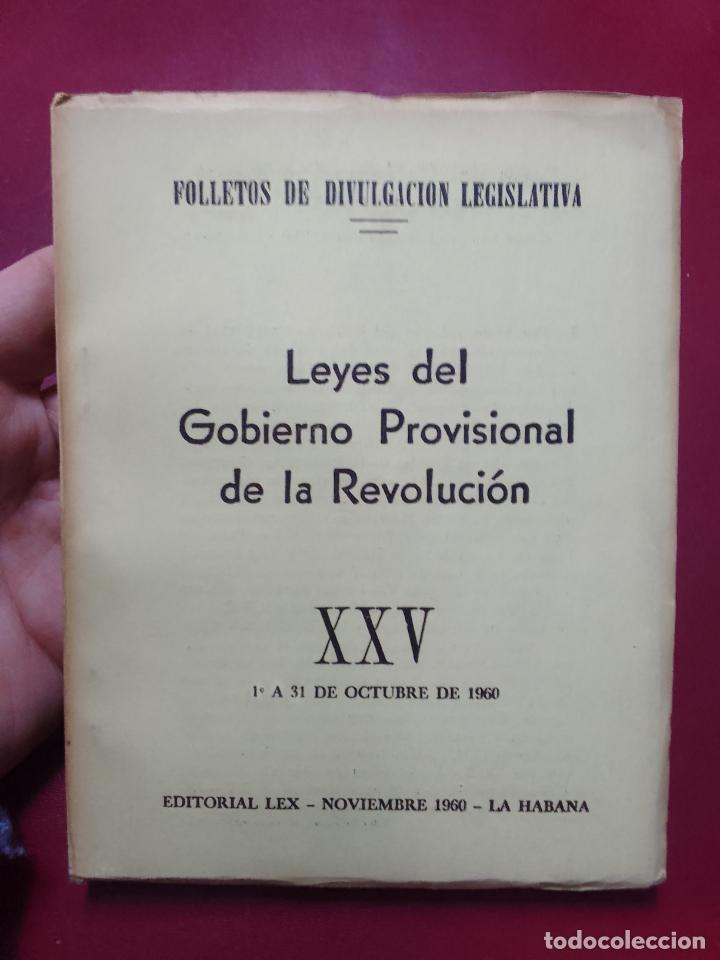 FOLLETOS DE DIVULGACION LEGISLATIVA
Leyes del
Gobierno Provisional
de la Revolución
XXV
1º A 31 DE OCTUBRE DE 1960
EDITORIAL LEX - NOVIEMBRE 1960 - LA HABANA
todocoleccion